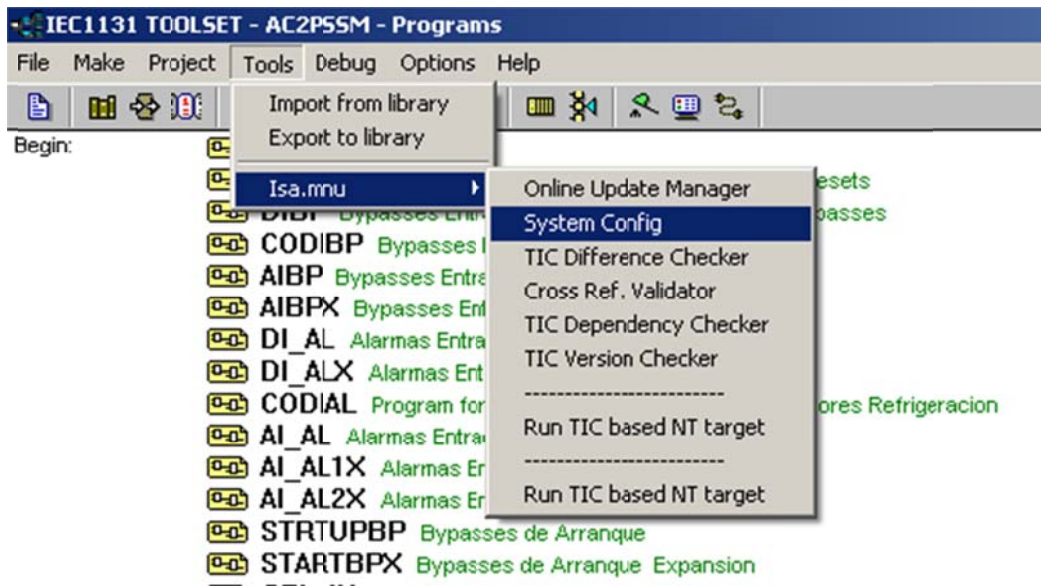 IEC1131 TOOLSET - AC2PSSM - Programs
File Make Project Tools Debug Options Help
Import from library
Export to library
Isa.mnu
Online Update Manager
System Config
TIC Difference Checker
Cross Ref. Validator
TIC Dependency Checker
TIC Version Checker
-------------------------
Run TIC based NT target
-------------------------
Run TIC based NT target
Begin:
esets
DIBP Bypasses passes
CODIBP Bypasses
AIBP Bypasses Entra
AIBPX Bypasses
DI_AL Alarmas Entra
DI_ALX Alarmas Ent
CODIAL Program for ores Refrigeracion
AI_AL Alarmas Entra
AI_AL1X Alarmas En
AI_AL2X Alarmas En
STRTUPBP Bypasses de Arranque
STARTBPX Bypasses de Arranque Expansion